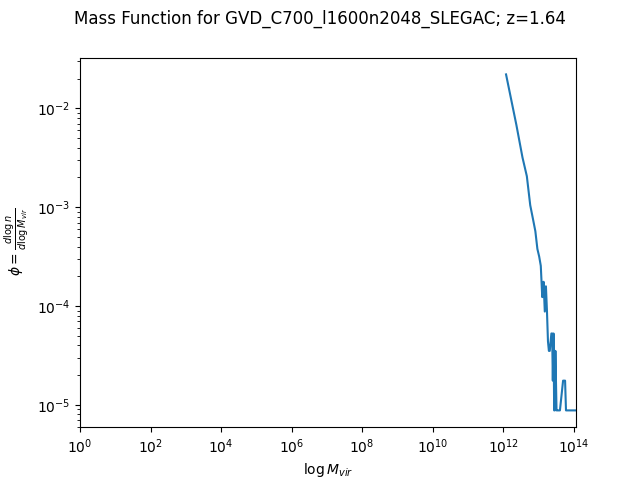 Mass Function for GVD_C700_l1600n2048_SLEGAC; z=1.64
10⁻²
10⁻³
10⁻⁴
10⁻⁵
ϕ = d log n / d log M_vir
10⁰ 10² 10⁴ 10⁶ 10⁸ 10¹⁰ 10¹² 10¹⁴
log M_vir